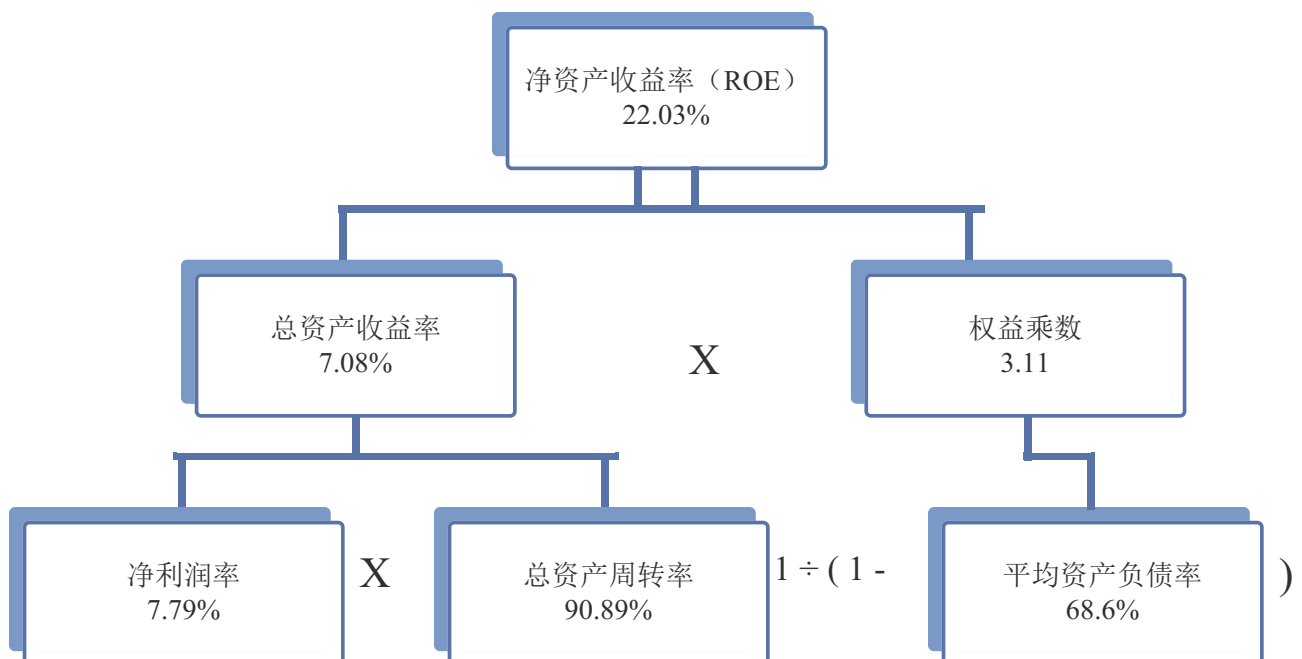 净资产收益率（ROE）
22.03%
总资产收益率
7.08%
X
权益乘数
3.11
净利润率
7.79%
X
总资产周转率
90.89%
1 ÷ ( 1 -
平均资产负债率
68.6%
)